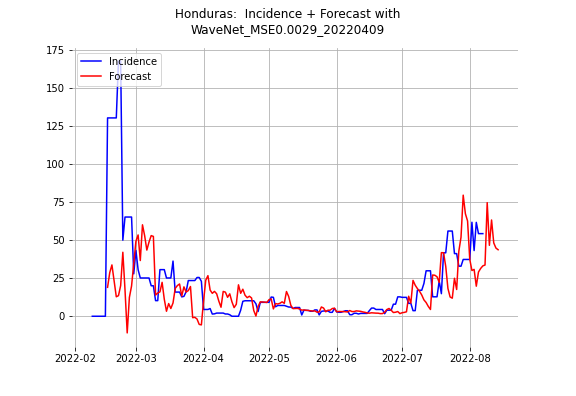 Honduras:  Incidence + Forecast with
WaveNet_MSE0.0029_20220409
Incidence
Forecast
175
150
125
100
75
50
25
0
2022-02 2022-03 2022-04 2022-05 2022-06 2022-07 2022-08